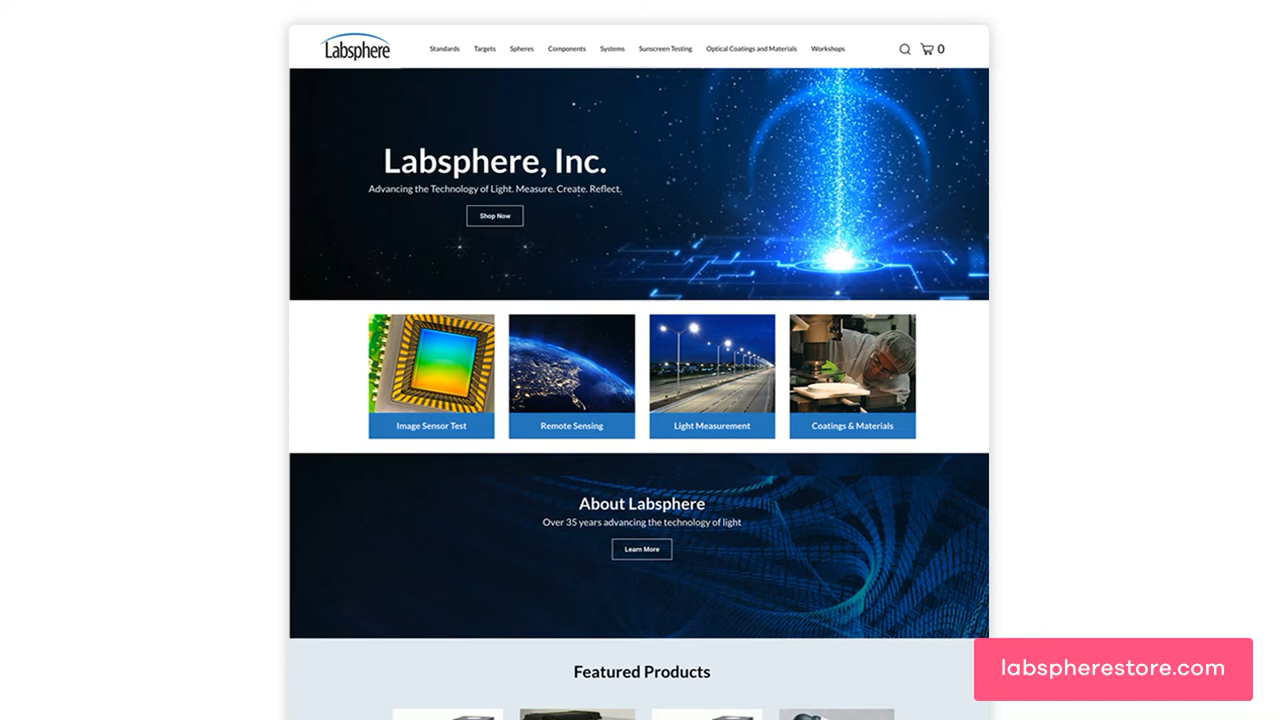 Labsphere
Standards Targets Spheres Components Systems Sunscreen Testing Optical Coatings and Materials Workshops 0
Labsphere, Inc.
Advancing the Technology of Light. Measure. Create. Reflect.
Shop Now
Image Sensor Test Remote Sensing Light Measurement Coatings & Materials
About Labsphere
Over 35 years advancing the technology of light
Learn More
Featured Products
labspherestore.com